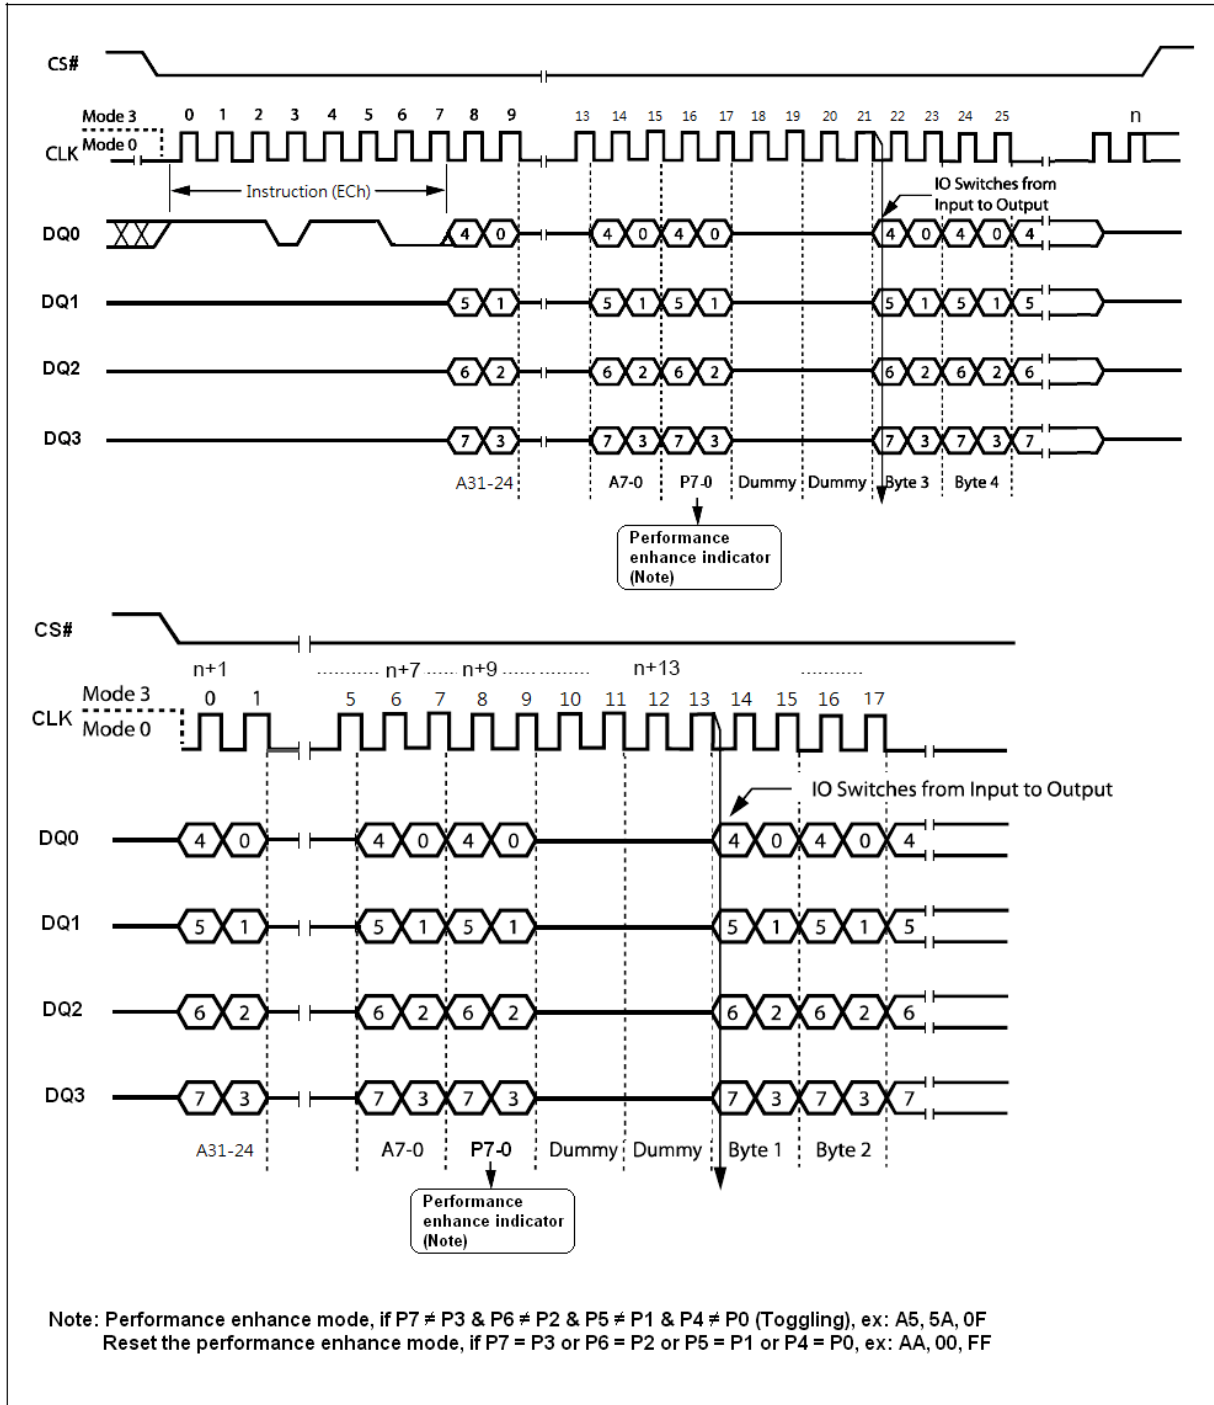 CS#
Mode 3 0 1 2 3 4 5 6 7 8 9 13 14 15 16 17 18 19 20 21 22 23 24 25 n
Mode 0
CLK
Instruction (ECh)
IO Switches from
Input to Output
DQ0 4 0 4 0 4 0 4 0 4 0 4
DQ1 5 1 5 1 5 1 5 1 5 1 5
DQ2 6 2 6 2 6 2 6 2 6 2 6
DQ3 7 3 7 3 7 3 7 3 7 3 7
A31-24 A7-0 P7-0 Dummy Dummy Byte 3 Byte 4
Performance
enhance indicator
(Note)
CS#
n+1 n+7 n+9 n+13
Mode 3 0 1 5 6 7 8 9 10 11 12 13 14 15 16 17
CLK Mode 0
IO Switches from Input to Output
DQ0 4 0 4 0 4 0 4 0 4 0 4
DQ1 5 1 5 1 5 1 5 1 5 1 5
DQ2 6 2 6 2 6 2 6 2 6 2 6
DQ3 7 3 7 3 7 3 7 3 7 3 7
A31-24 A7-0 P7-0 Dummy Dummy Byte 1 Byte 2
Performance
enhance indicator
(Note)
Note: Performance enhance mode, if P7 ≠ P3 & P6 ≠ P2 & P5 ≠ P1 & P4 ≠ P0 (Toggling), ex: A5, 5A, 0F
Reset the performance enhance mode, if P7 = P3 or P6 = P2 or P5 = P1 or P4 = P0, ex: AA, 00, FF